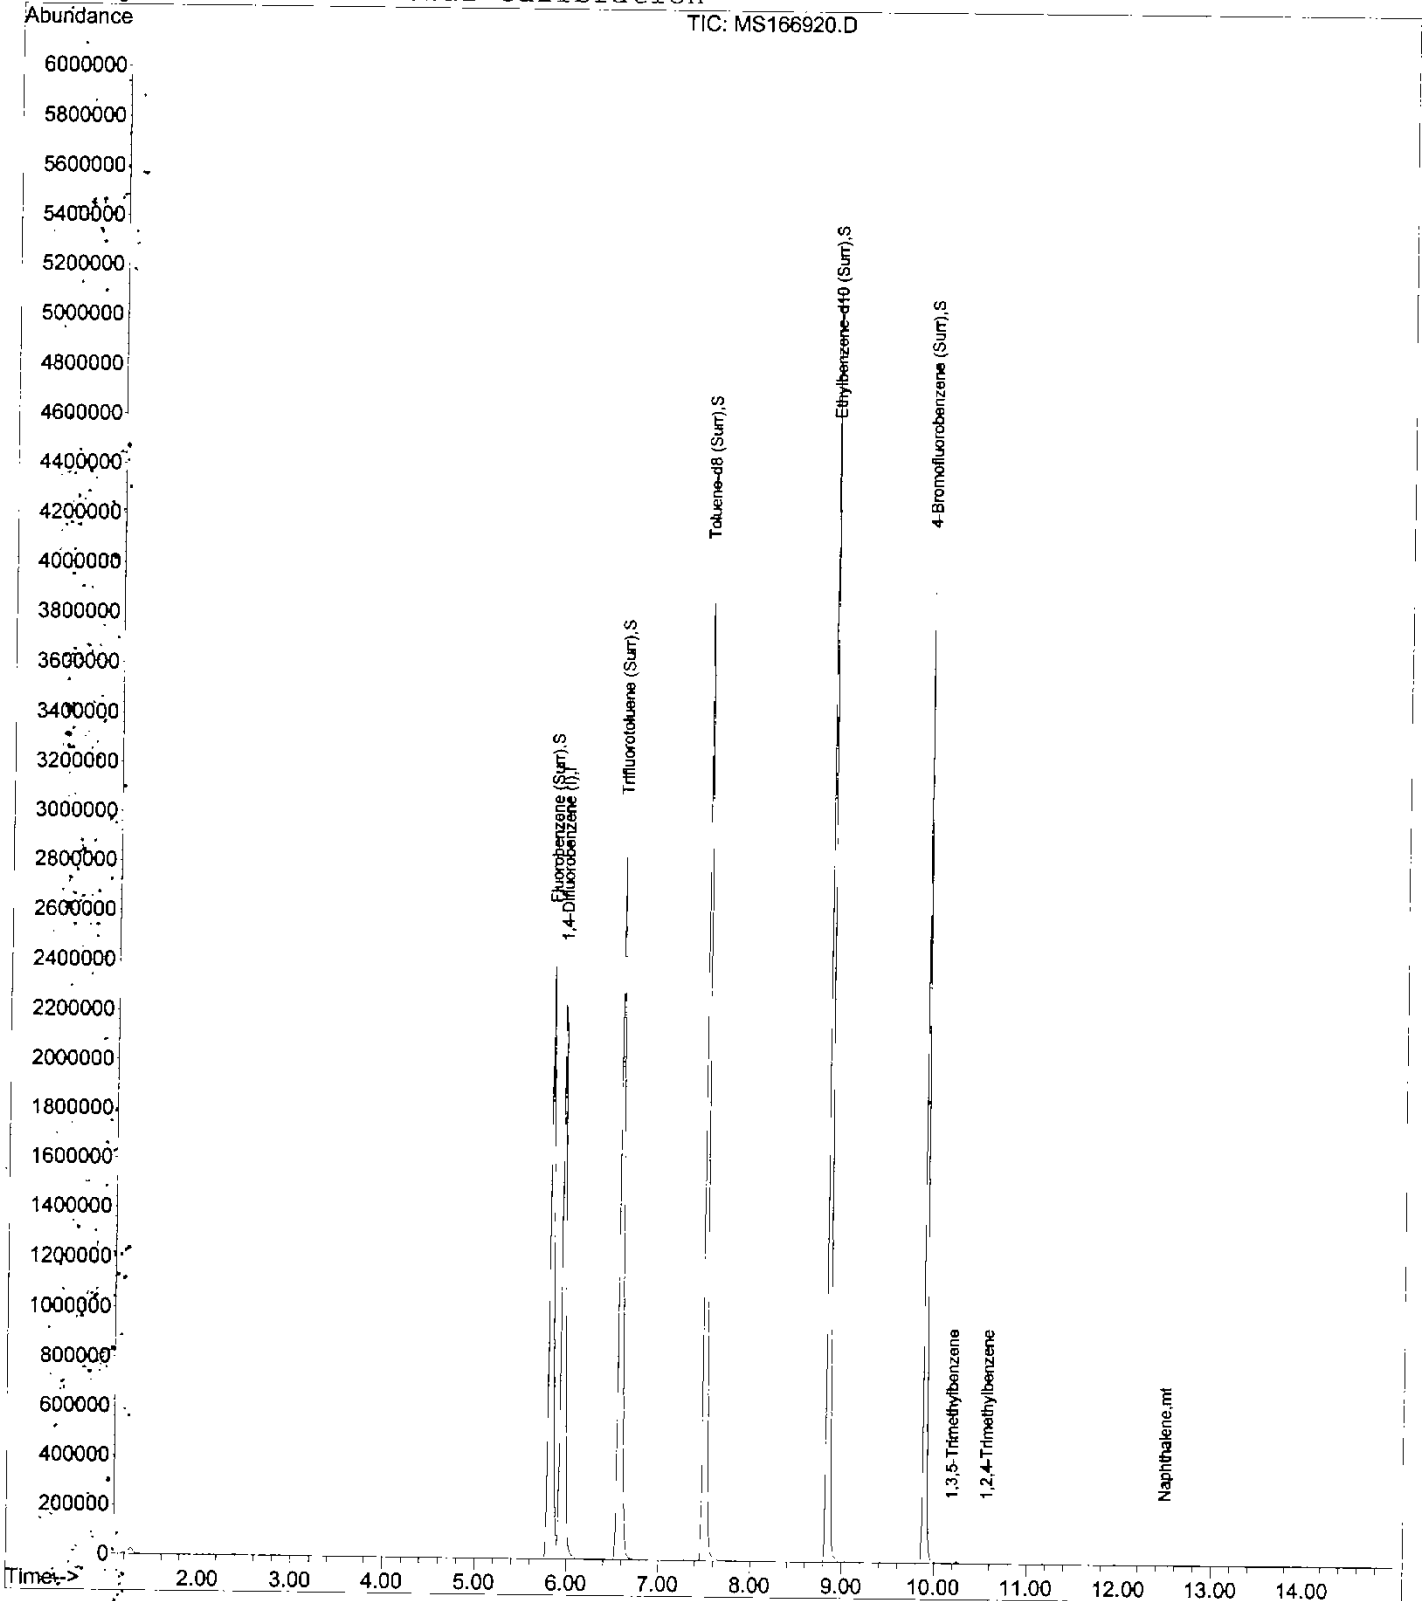 Calibration
Abundance
TIC: MS166920.D
6000000
5800000
5600000
5400000
5200000
5000000
4800000
4600000
4400000
4200000
4000000
3800000
3600000
3400000
3200000
3000000
2800000
2600000
2400000
2200000
2000000
1800000
1600000
1400000
1200000
1000000
800000
600000
400000
200000
0
Fluorobenzene (Surr),S
1,4-Difluorobenzene (I),I
Trifluorotoluene (Surr),S
Toluene-d8 (Surr),S
Ethylbenzene-d10 (Surr),S
4-Bromofluorobenzene (Surr),S
1,3,5-Trimethylbenzene
1,2,4-Trimethylbenzene
Naphthalene,mt
Time--> 2.00 3.00 4.00 5.00 6.00 7.00 8.00 9.00 10.00 11.00 12.00 13.00 14.00